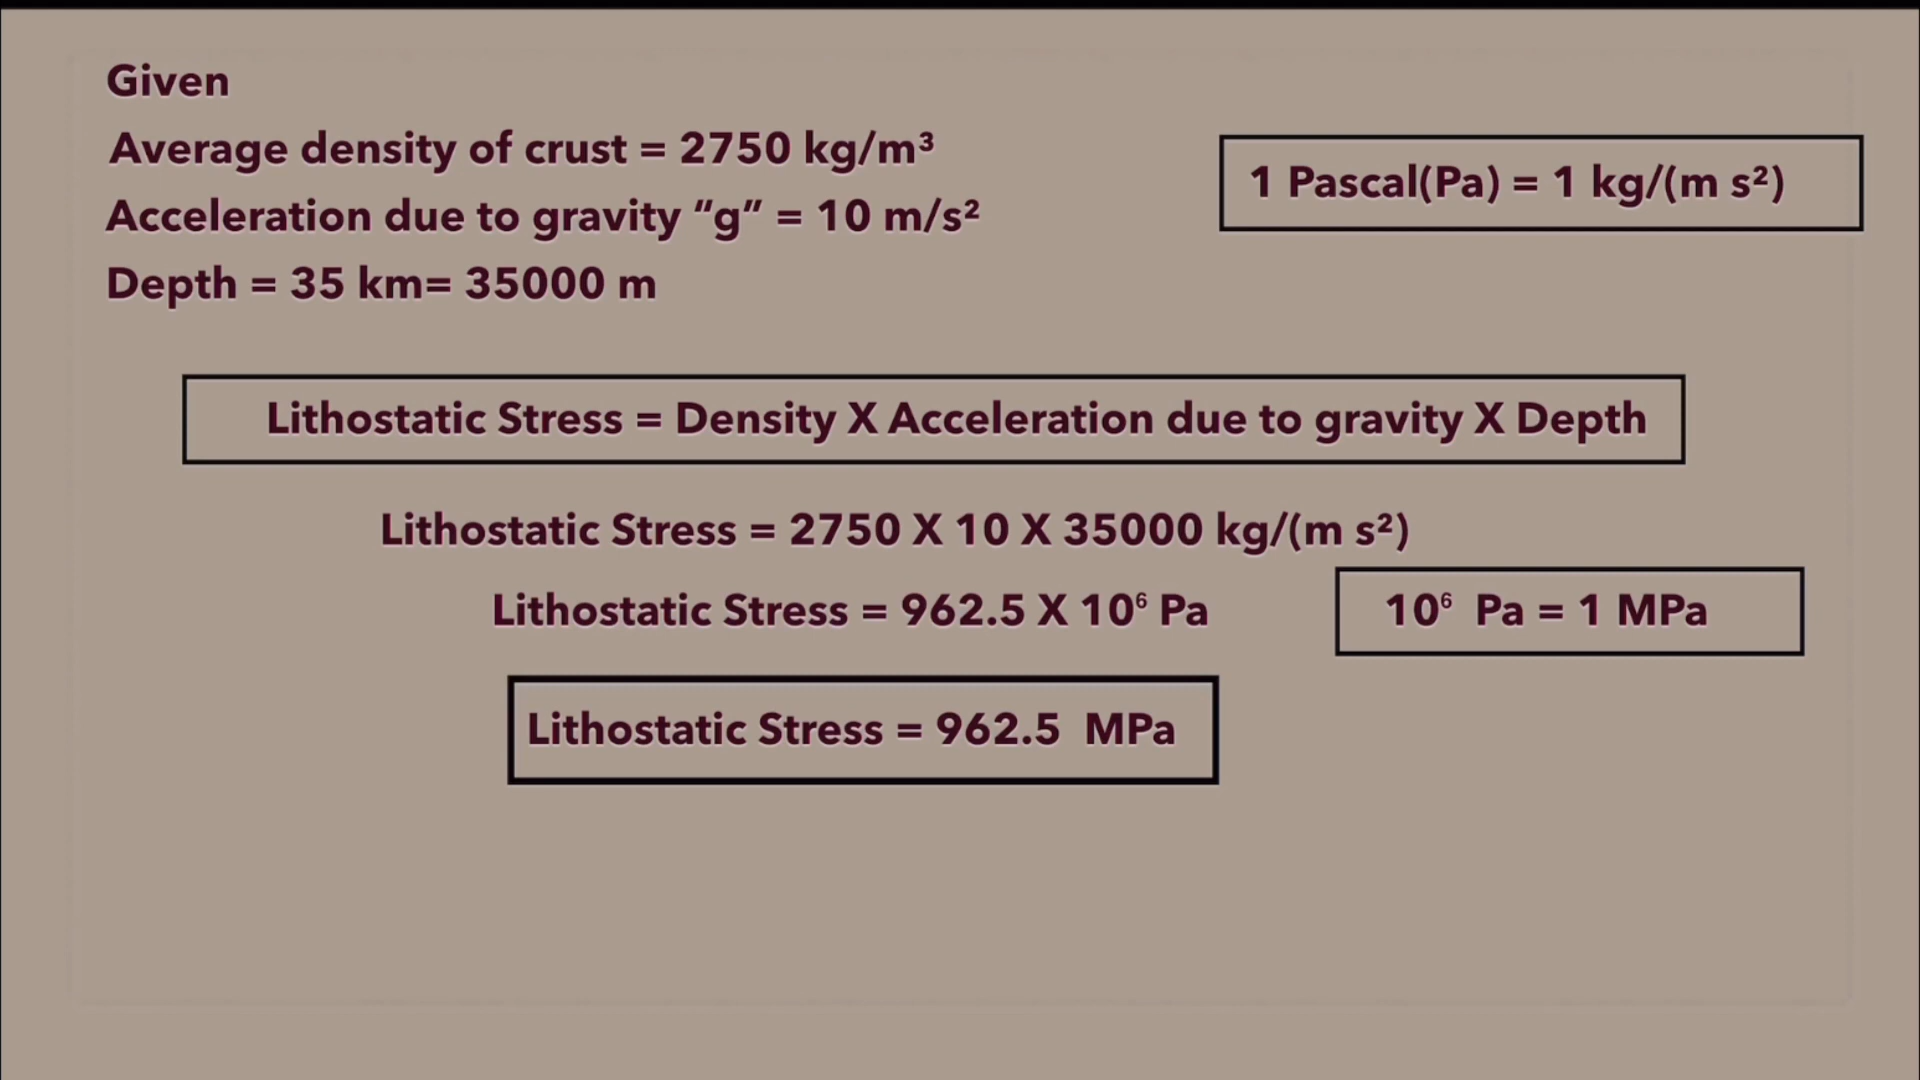 Given
Average density of crust = 2750 kg/m³
1 Pascal(Pa) = 1 kg/(m s²)
Acceleration due to gravity “g” = 10 m/s²
Depth = 35 km= 35000 m
Lithostatic Stress = Density X Acceleration due to gravity X Depth
Lithostatic Stress = 2750 X 10 X 35000 kg/(m s²)
Lithostatic Stress = 962.5 X 10⁶ Pa
10⁶ Pa = 1 MPa
Lithostatic Stress = 962.5 MPa